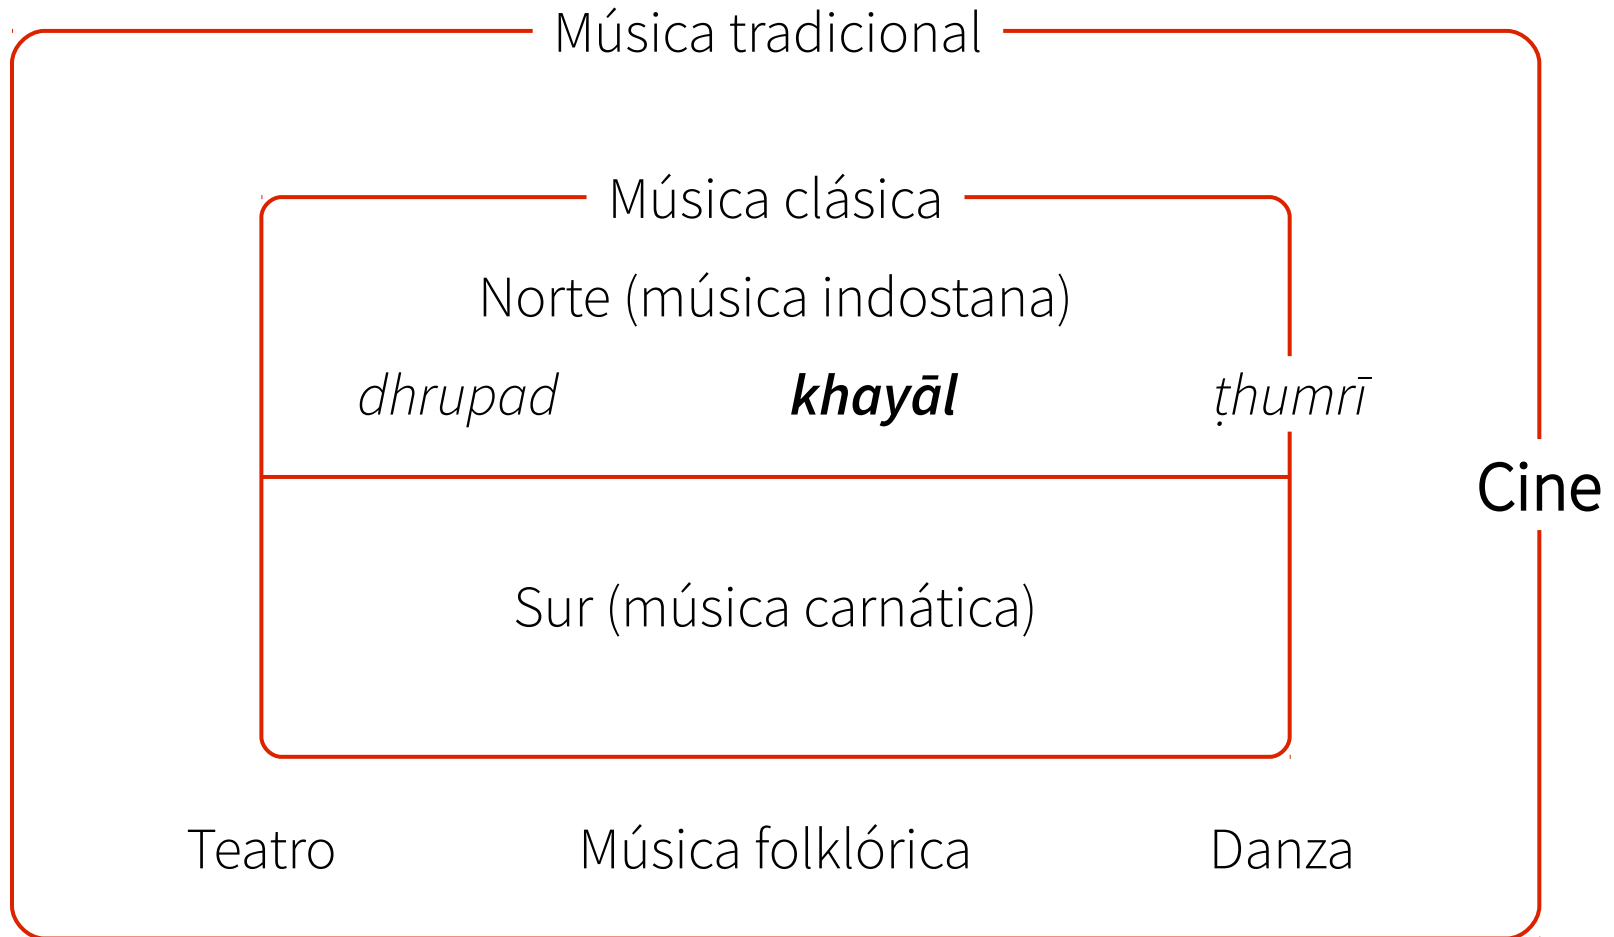 Música tradicional
Música clásica
Norte (música indostana)
dhrupad khayāl ṭhumrī
Cine
Sur (música carnática)
Teatro Música folklórica Danza